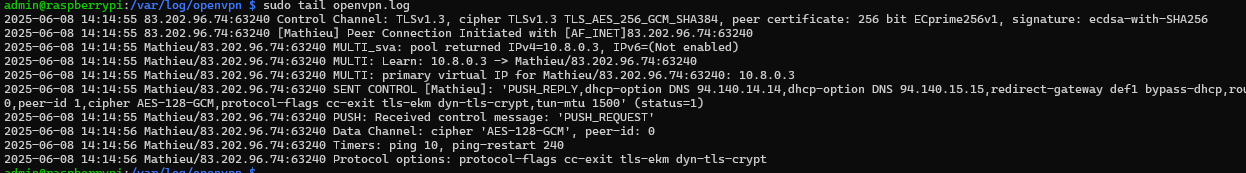 admin@raspberrypi:/var/log/openvpn $ sudo tail openvpn.log
2025-06-08 14:14:55 83.202.96.74:63240 Control Channel: TLSv1.3, cipher TLSv1.3 TLS_AES_256_GCM_SHA384, peer certificate: 256 bit ECprime256v1, signature: ecdsa-with-SHA256
2025-06-08 14:14:55 83.202.96.74:63240 [Mathieu] Peer Connection Initiated with [AF_INET]83.202.96.74:63240
2025-06-08 14:14:55 Mathieu/83.202.96.74:63240 MULTI_sva: pool returned IPv4=10.8.0.3, IPv6=(Not enabled)
2025-06-08 14:14:55 Mathieu/83.202.96.74:63240 MULTI: Learn: 10.8.0.3 -> Mathieu/83.202.96.74:63240
2025-06-08 14:14:55 Mathieu/83.202.96.74:63240 MULTI: primary virtual IP for Mathieu/83.202.96.74:63240: 10.8.0.3
2025-06-08 14:14:55 Mathieu/83.202.96.74:63240 SENT CONTROL [Mathieu]: 'PUSH_REPLY,dhcp-option DNS 94.140.14.14,dhcp-option DNS 94.140.15.15,redirect-gateway def1 bypass-dhcp,rou
0,peer-id 1,cipher AES-128-GCM,protocol-flags cc-exit tls-ekm dyn-tls-crypt,tun-mtu 1500' (status=1)
2025-06-08 14:14:55 Mathieu/83.202.96.74:63240 PUSH: Received control message: 'PUSH_REQUEST'
2025-06-08 14:14:56 Mathieu/83.202.96.74:63240 Data Channel: cipher 'AES-128-GCM', peer-id: 0
2025-06-08 14:14:56 Mathieu/83.202.96.74:63240 Timers: ping 10, ping-restart 240
2025-06-08 14:14:56 Mathieu/83.202.96.74:63240 Protocol options: protocol-flags cc-exit tls-ekm dyn-tls-crypt
admin@raspberrypi:/var/log/openvpn $